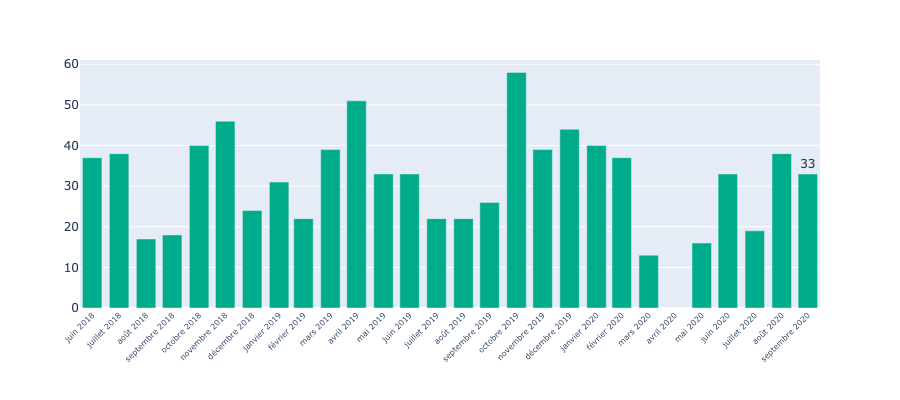 60
50
40
30
20
10
0
33
juin 2018
juillet 2018
août 2018
septembre 2018
octobre 2018
novembre 2018
décembre 2018
janvier 2019
février 2019
mars 2019
avril 2019
mai 2019
juin 2019
juillet 2019
août 2019
septembre 2019
octobre 2019
novembre 2019
décembre 2019
janvier 2020
février 2020
mars 2020
avril 2020
mai 2020
juin 2020
juillet 2020
août 2020
septembre 2020